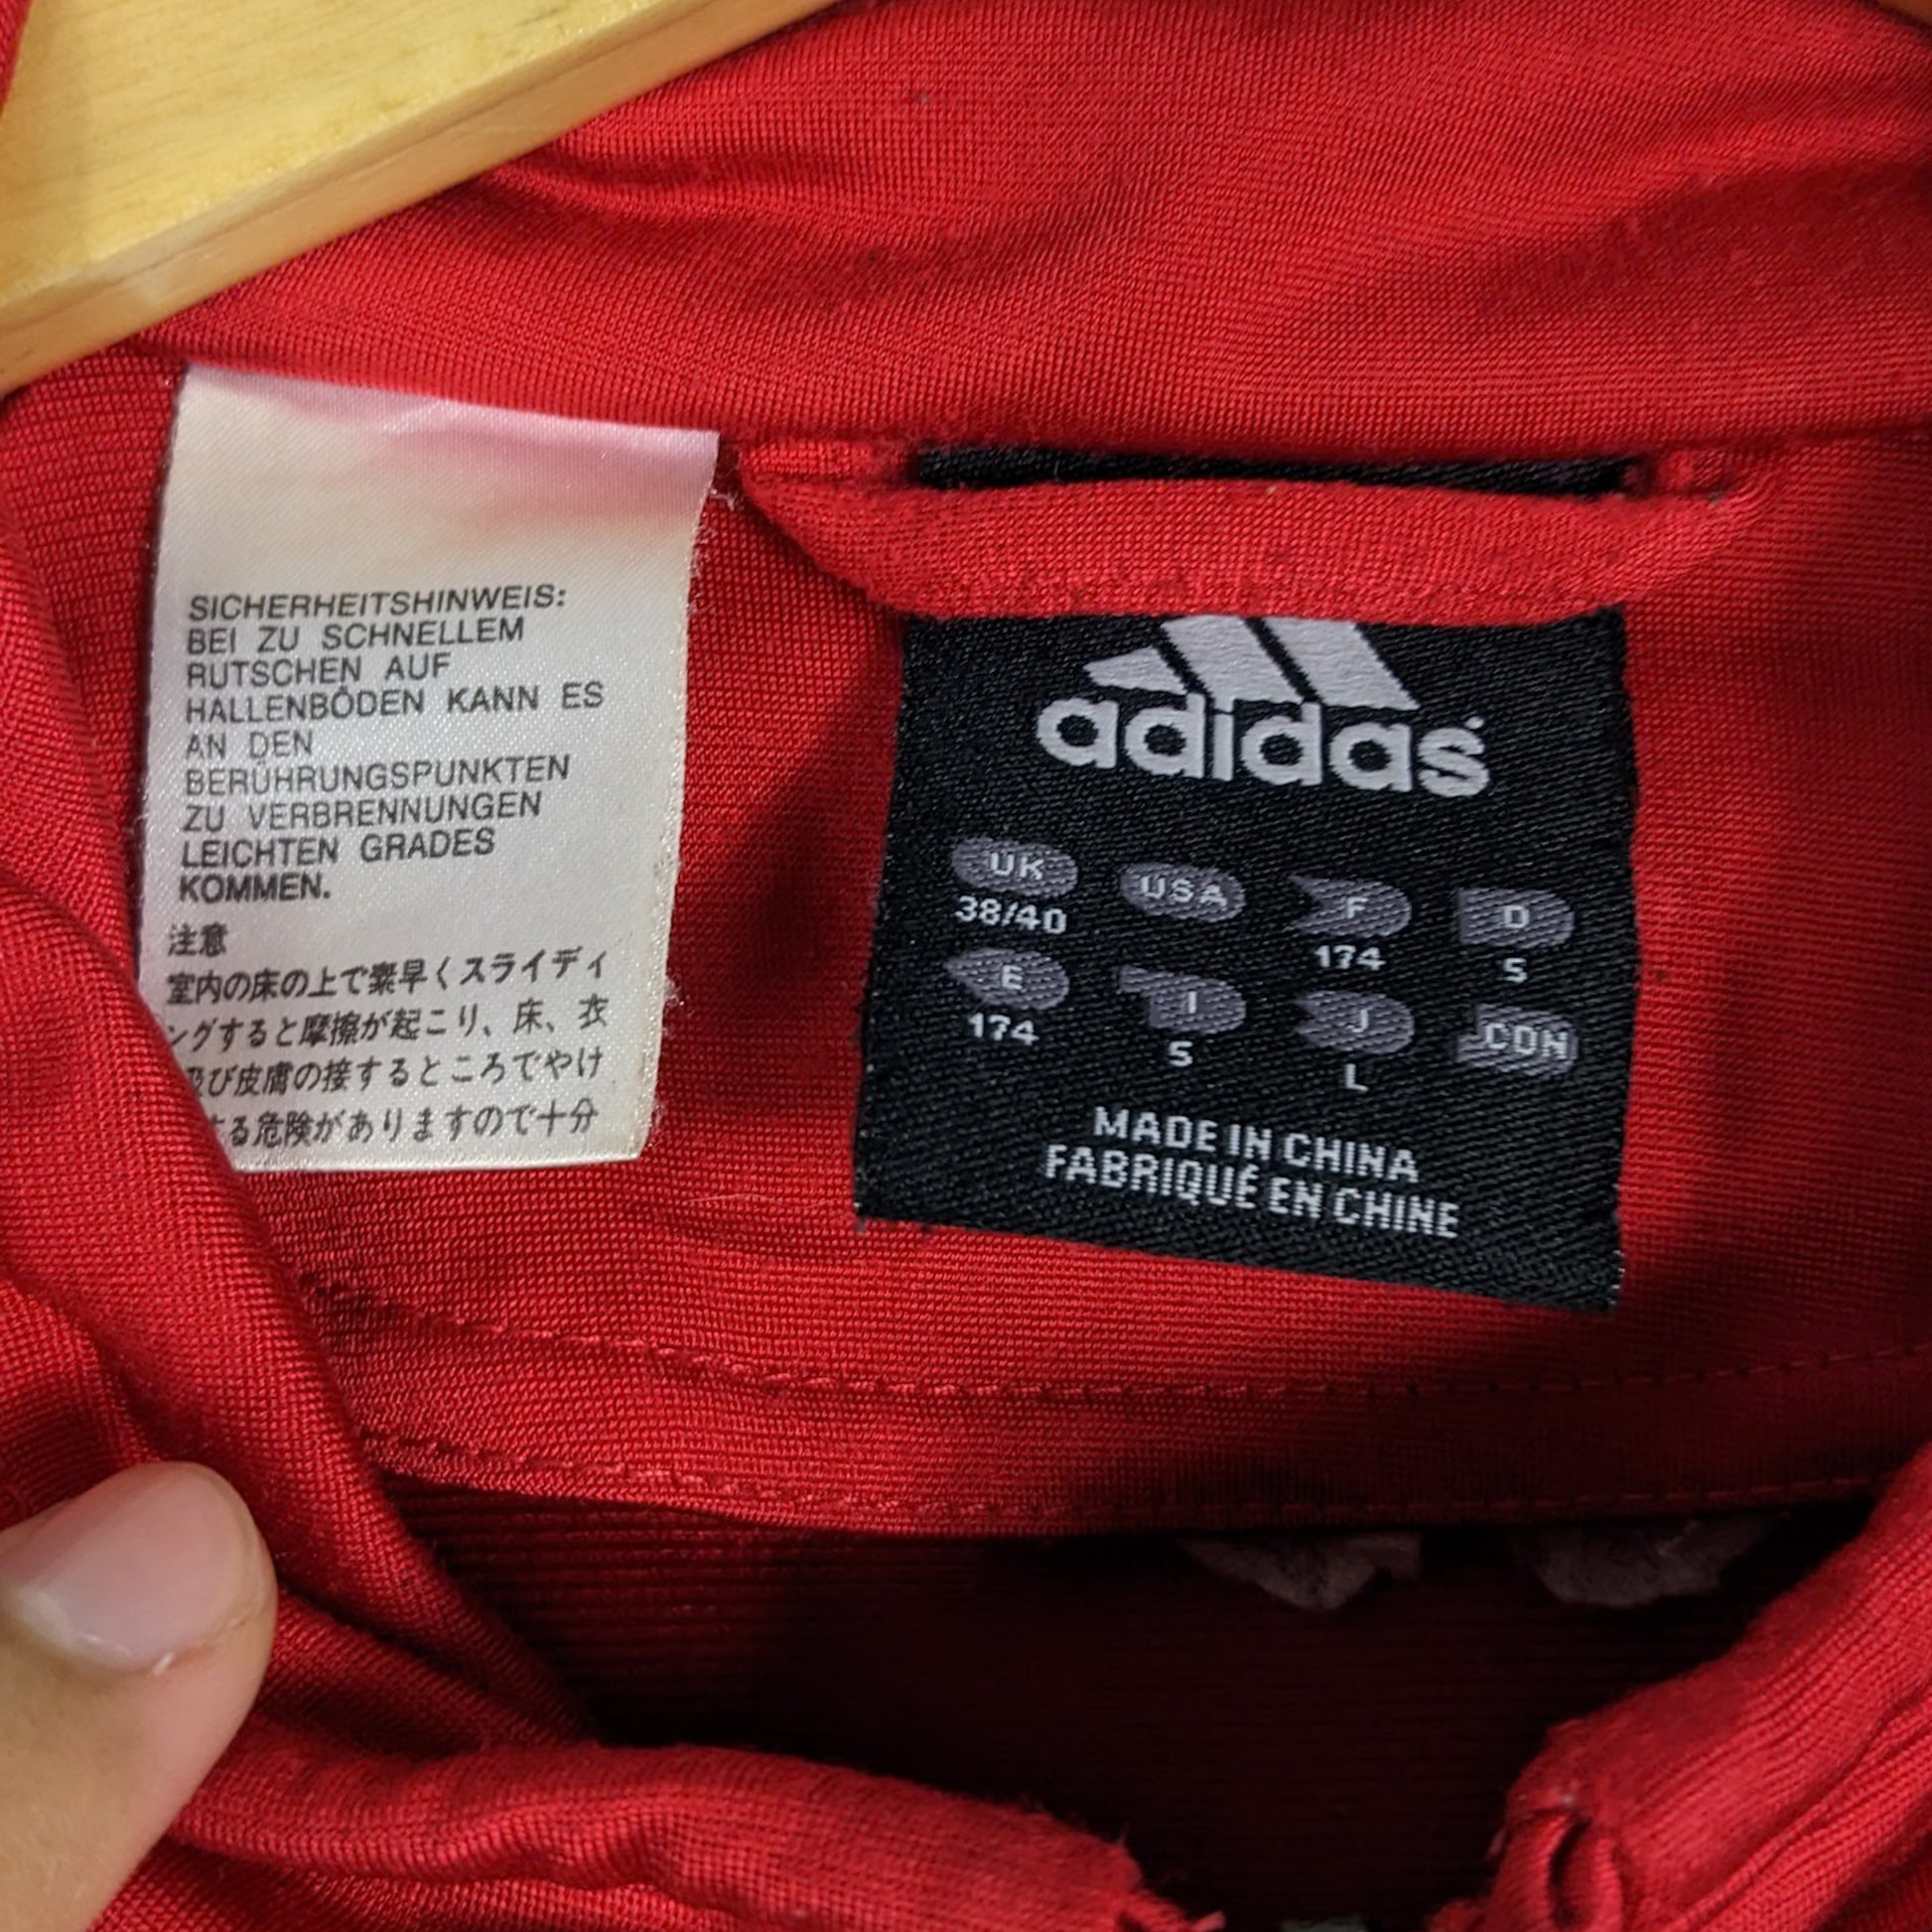 SICHERHEITSHINWEIS:
BEI ZU SCHNELLEM
RUTSCHEN AUF
HALLENBÖDEN KANN ES
AN DEN
BERÜHRUNGSPUNKTEN
ZU VERBRENNUNGEN
LEICHTEN GRADES
KOMMEN.
注意
室内の床の上で素早くスライディ
ングすると摩擦が起こり、床、衣
及び皮膚の接するところでやけ
する危険がありますので十分
adidas
UK USA F D
38/40 174 S
E I J CDN
174 S L
MADE IN CHINA
FABRIQUÉ EN CHINE